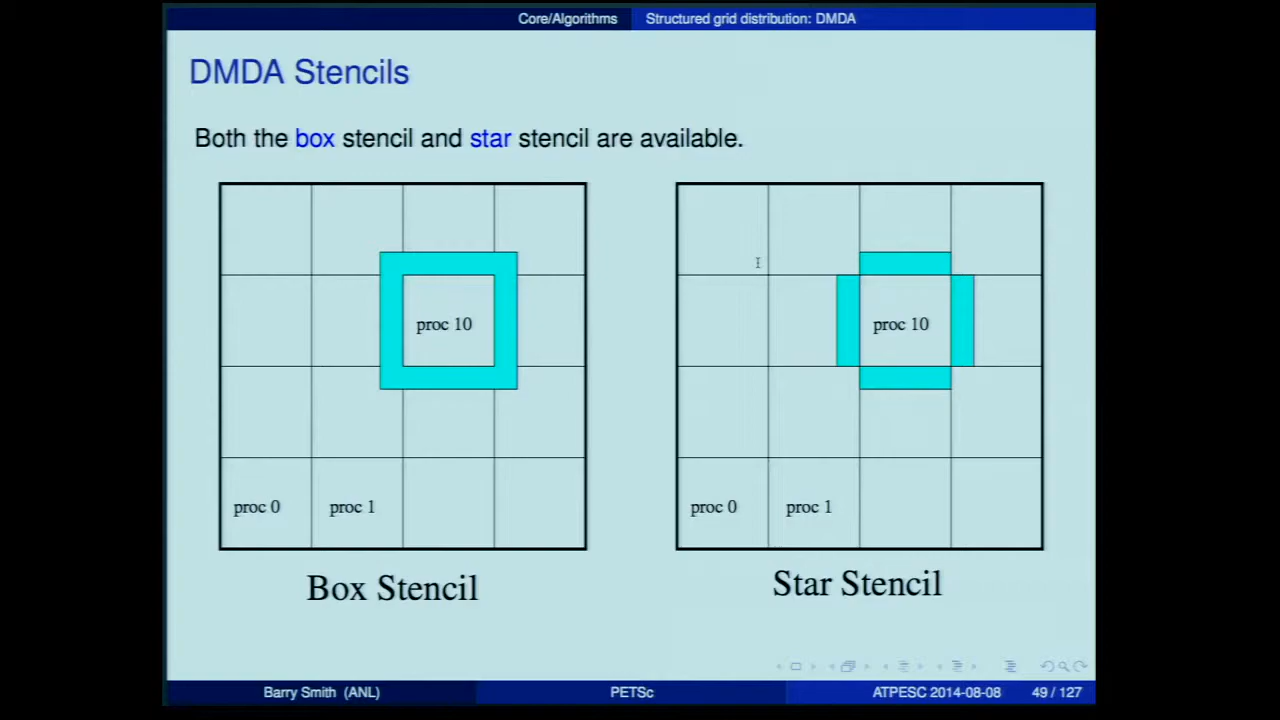 Core/Algorithms Structured grid distribution: DMDA
DMDA Stencils
Both the box stencil and star stencil are available.
proc 10
proc 0 proc 1
Box Stencil
proc 10
proc 0 proc 1
Star Stencil
Barry Smith (ANL) PETSc ATPESC 2014-08-08 49 / 127